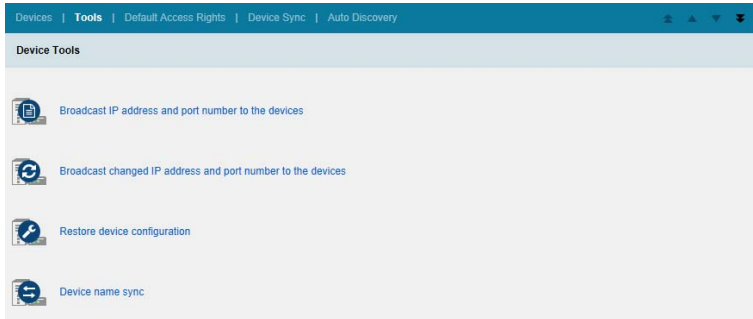 Devices | Tools | Default Access Rights | Device Sync | Auto Discovery
Device Tools
Broadcast IP address and port number to the devices
Broadcast changed IP address and port number to the devices
Restore device configuration
Device name sync